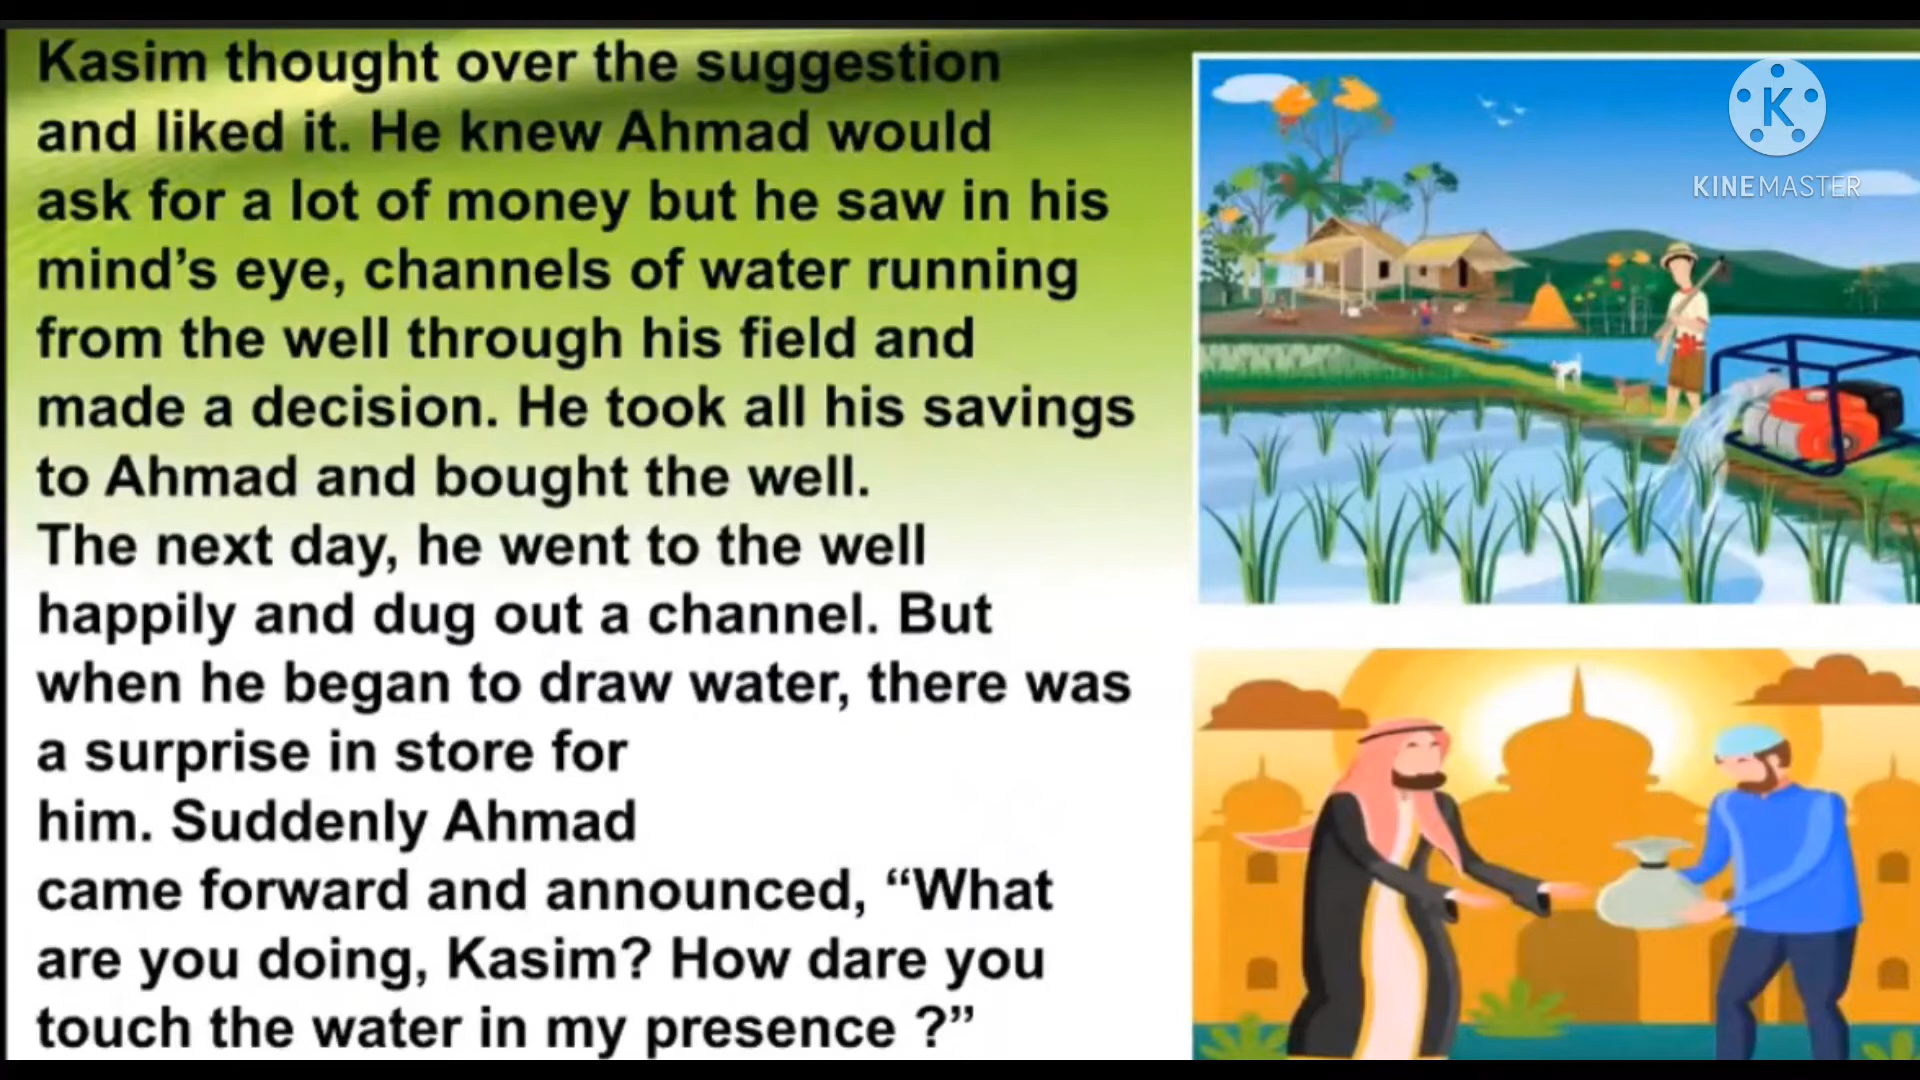 Kasim thought over the suggestion
and liked it. He knew Ahmad would
ask for a lot of money but he saw in his
mind’s eye, channels of water running
from the well through his field and
made a decision. He took all his savings
to Ahmad and bought the well.
The next day, he went to the well
happily and dug out a channel. But
when he began to draw water, there was
a surprise in store for
him. Suddenly Ahmad
came forward and announced, “What
are you doing, Kasim? How dare you
touch the water in my presence ?”
K
KINEMASTER